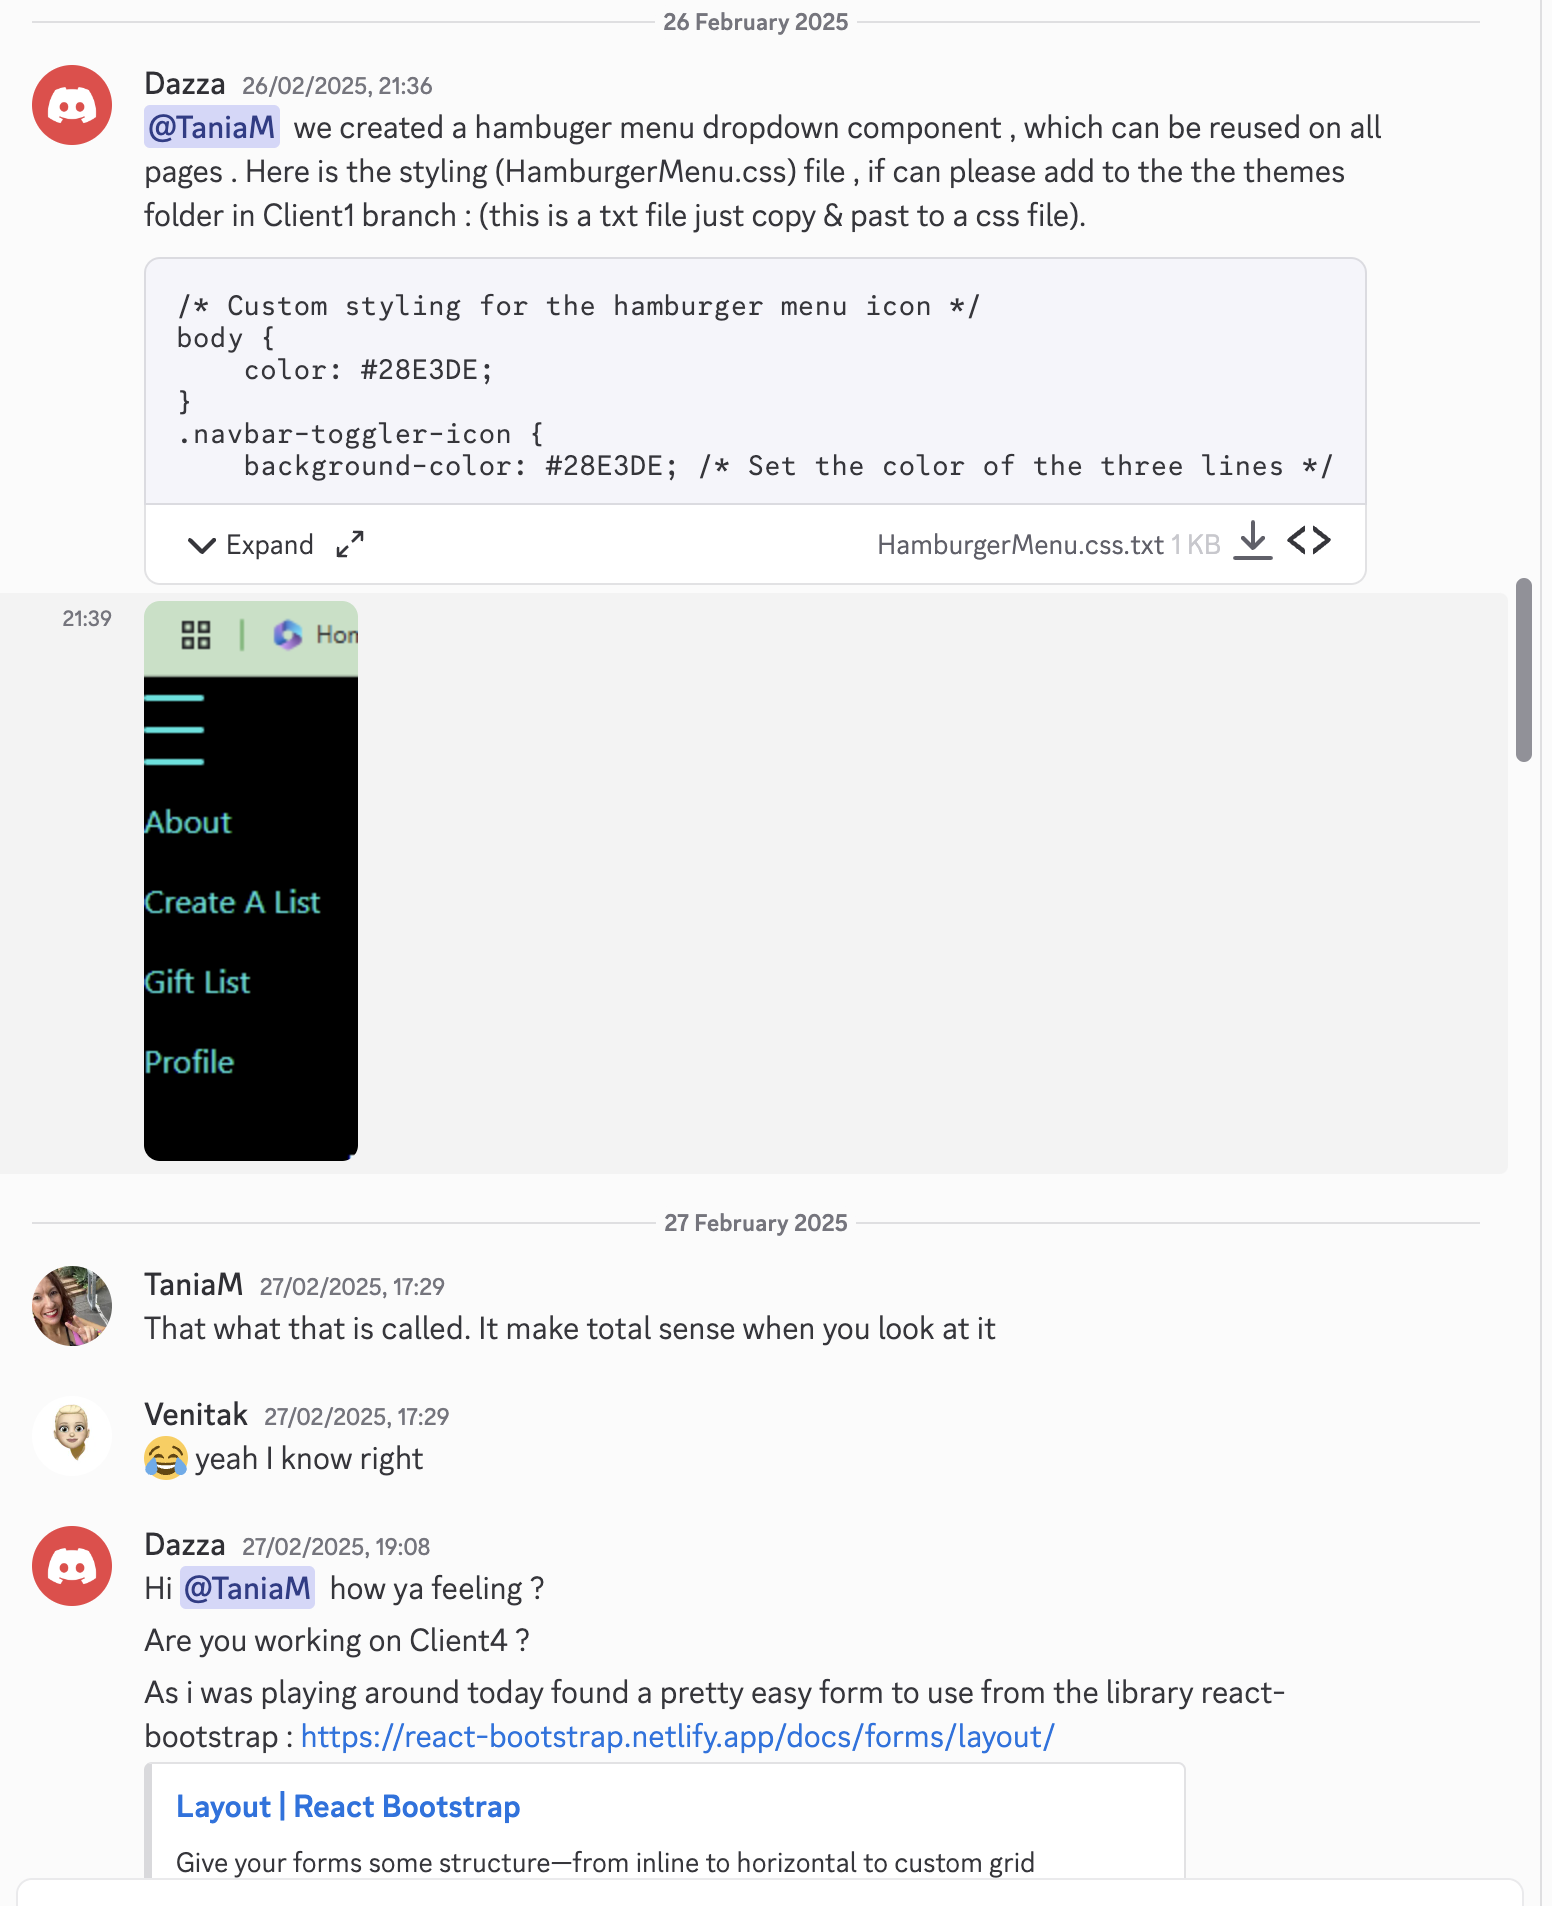 26 February 2025
Dazza 26/02/2025, 21:36
@TaniaM we created a hambuger menu dropdown component , which can be reused on all
pages . Here is the styling (HamburgerMenu.css) file , if can please add to the the themes
folder in Client1 branch : (this is a txt file just copy & past to a css file).
/* Custom styling for the hamburger menu icon */
body {
    color: #28E3DE;
}
.navbar-toggler-icon {
    background-color: #28E3DE; /* Set the color of the three lines */
Expand HamburgerMenu.css.txt 1 KB
21:39
Hon
About
Create A List
Gift List
Profile
27 February 2025
TaniaM 27/02/2025, 17:29
That what that is called. It make total sense when you look at it
Venitak 27/02/2025, 17:29
😂 yeah I know right
Dazza 27/02/2025, 19:08
Hi @TaniaM how ya feeling ?
Are you working on Client4 ?
As i was playing around today found a pretty easy form to use from the library react-
bootstrap : https://react-bootstrap.netlify.app/docs/forms/layout/
Layout | React Bootstrap
Give your forms some structure—from inline to horizontal to custom grid